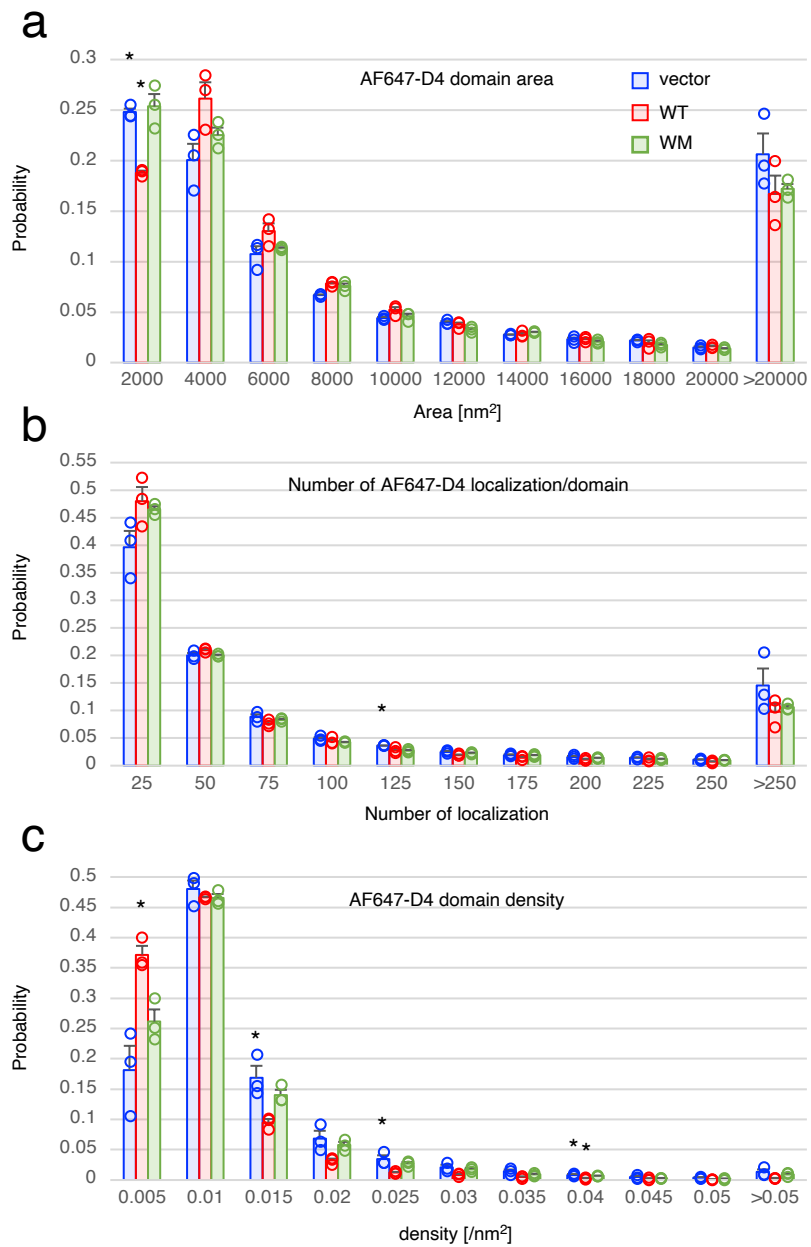 a
0.3
*
AF647-D4 domain area
vector
*
0.25
WT
WM
0.2
Probability
0.15
0.1
0.05
0
2000 4000 6000 8000 10000 12000 14000 16000 18000 20000 >20000
Area [nm²]
b
0.55
Number of AF647-D4 localization/domain
0.5
0.45
0.4
0.35
Probability
0.3
0.25
0.2
0.15
0.1
*
0.05
0
25 50 75 100 125 150 175 200 225 250 >250
Number of localization
c
0.5
AF647-D4 domain density
*
0.45
0.4
0.35
0.3
Probability
0.25
*
0.2
0.15
0.1
*
0.05
* *
0
0.005 0.01 0.015 0.02 0.025 0.03 0.035 0.04 0.045 0.05 >0.05
density [/nm²]